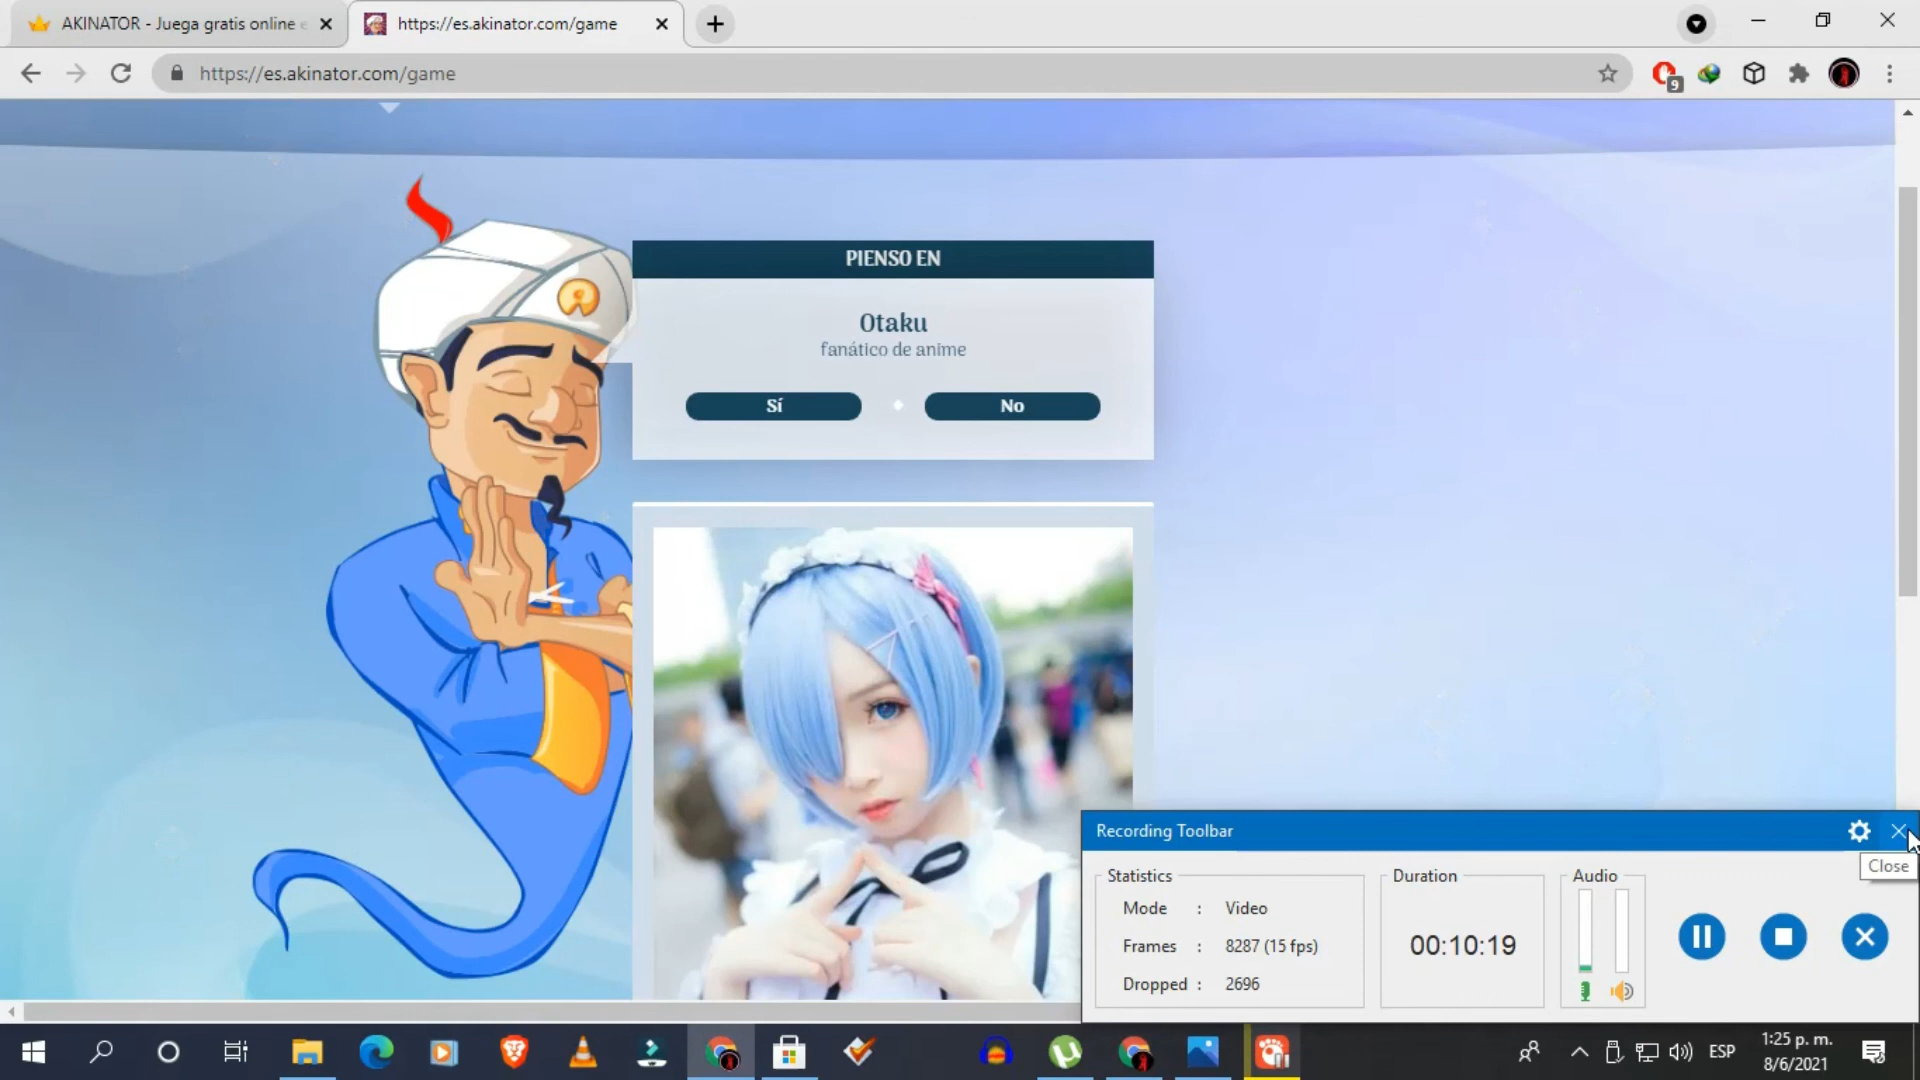 AKINATOR - Juega gratis online e
https://es.akinator.com/game
https://es.akinator.com/game
9
PIENSO EN
Otaku
fanático de anime
Sí
No
Recording Toolbar
Close
Statistics
Mode : Video
Frames : 8287 (15 fps)
Dropped : 2696
Duration
00:10:19
Audio
ESP
1:25 p. m.
8/6/2021